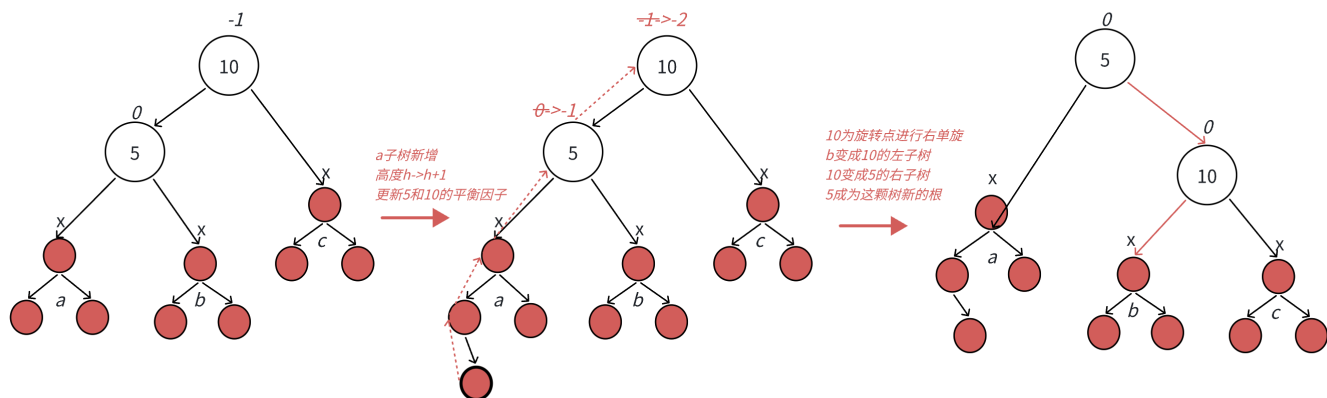 -1
10
0
5
x
x
x
a
b
c
a子树新增
高度h->h+1
更新5和10的平衡因子
-1->-2
10
0->-1
5
x
x
x
a
b
c
10为旋转点进行右单旋
b变成10的左子树
10变成5的右子树
5成为这颗树新的根
0
5
0
10
x
x
x
a
b
c